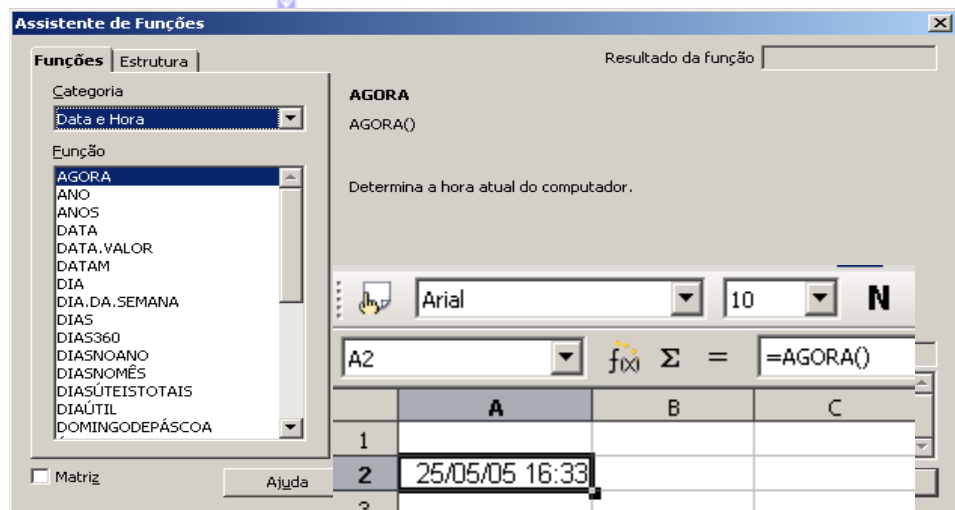 Assistente de Funções
Funções Estrutura
Resultado da função
Categoria
Data e Hora
Função
AGORA
ANO
ANOS
DATA
DATA.VALOR
DATAM
DIA
DIA.DA.SEMANA
DIAS
DIAS360
DIASNOANO
DIASNOMÊS
DIASÚTEISTOTAIS
DIAÚTIL
DOMINGODEPÁSCOA
Matriz
Ajuda
AGORA
AGORA()
Determina a hora atual do computador.
Arial 10 N
A2 f(x) Σ = =AGORA()
A B C
1
2 25/05/05 16:33